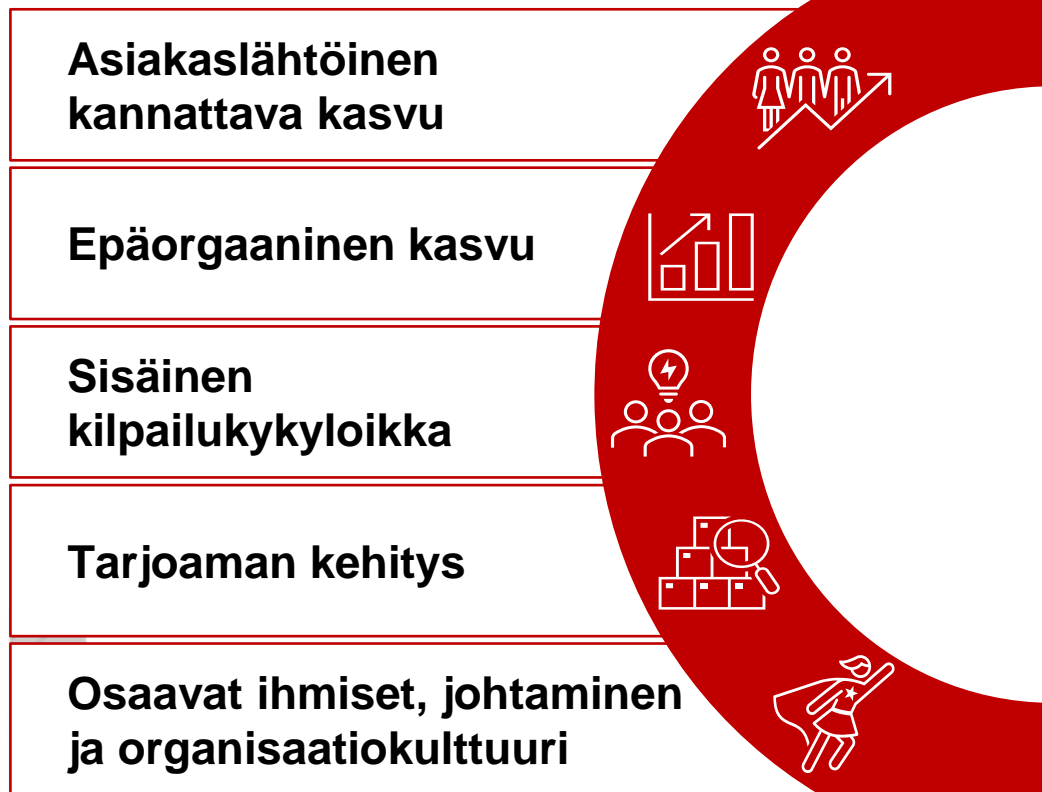 Asiakaslähtöinen
kannattava kasvu
Epäorgaaninen kasvu
Sisäinen
kilpailukykyloikka
Tarjoaman kehitys
Osaavat ihmiset, johtaminen
ja organisaatiokulttuuri